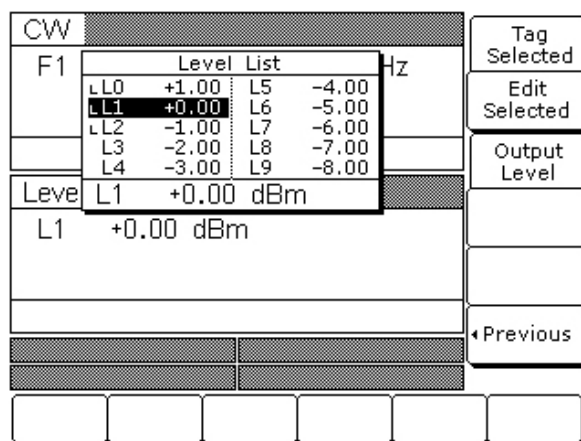 CW
F1
Hz
Level List
LL0 +1.00 L5 -4.00
LL1 +0.00 L6 -5.00
LL2 -1.00 L7 -6.00
L3 -2.00 L8 -7.00
L4 -3.00 L9 -8.00
L1 +0.00 dBm
Leve
L1 +0.00 dBm
Tag
Selected
Edit
Selected
Output
Level
Previous